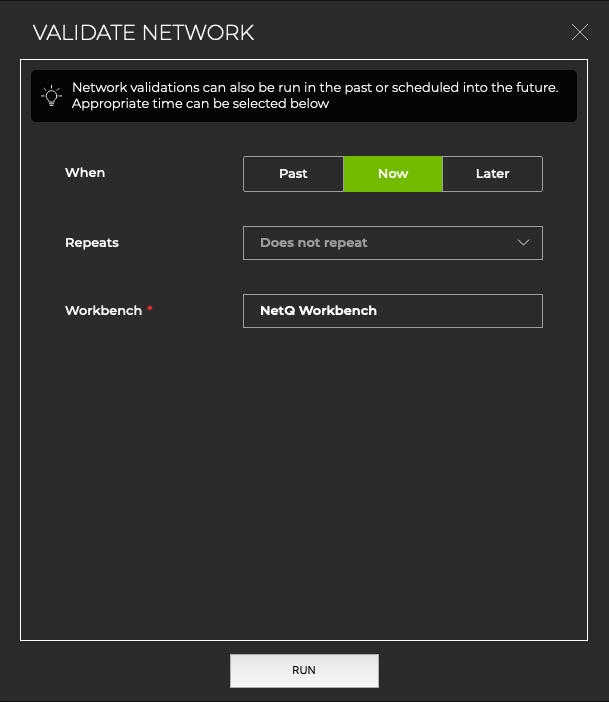 VALIDATE NETWORK
Network validations can also be run in the past or scheduled into the future.
Appropriate time can be selected below
When
Past
Now
Later
Repeats
Does not repeat
Workbench *
NetQ Workbench
RUN